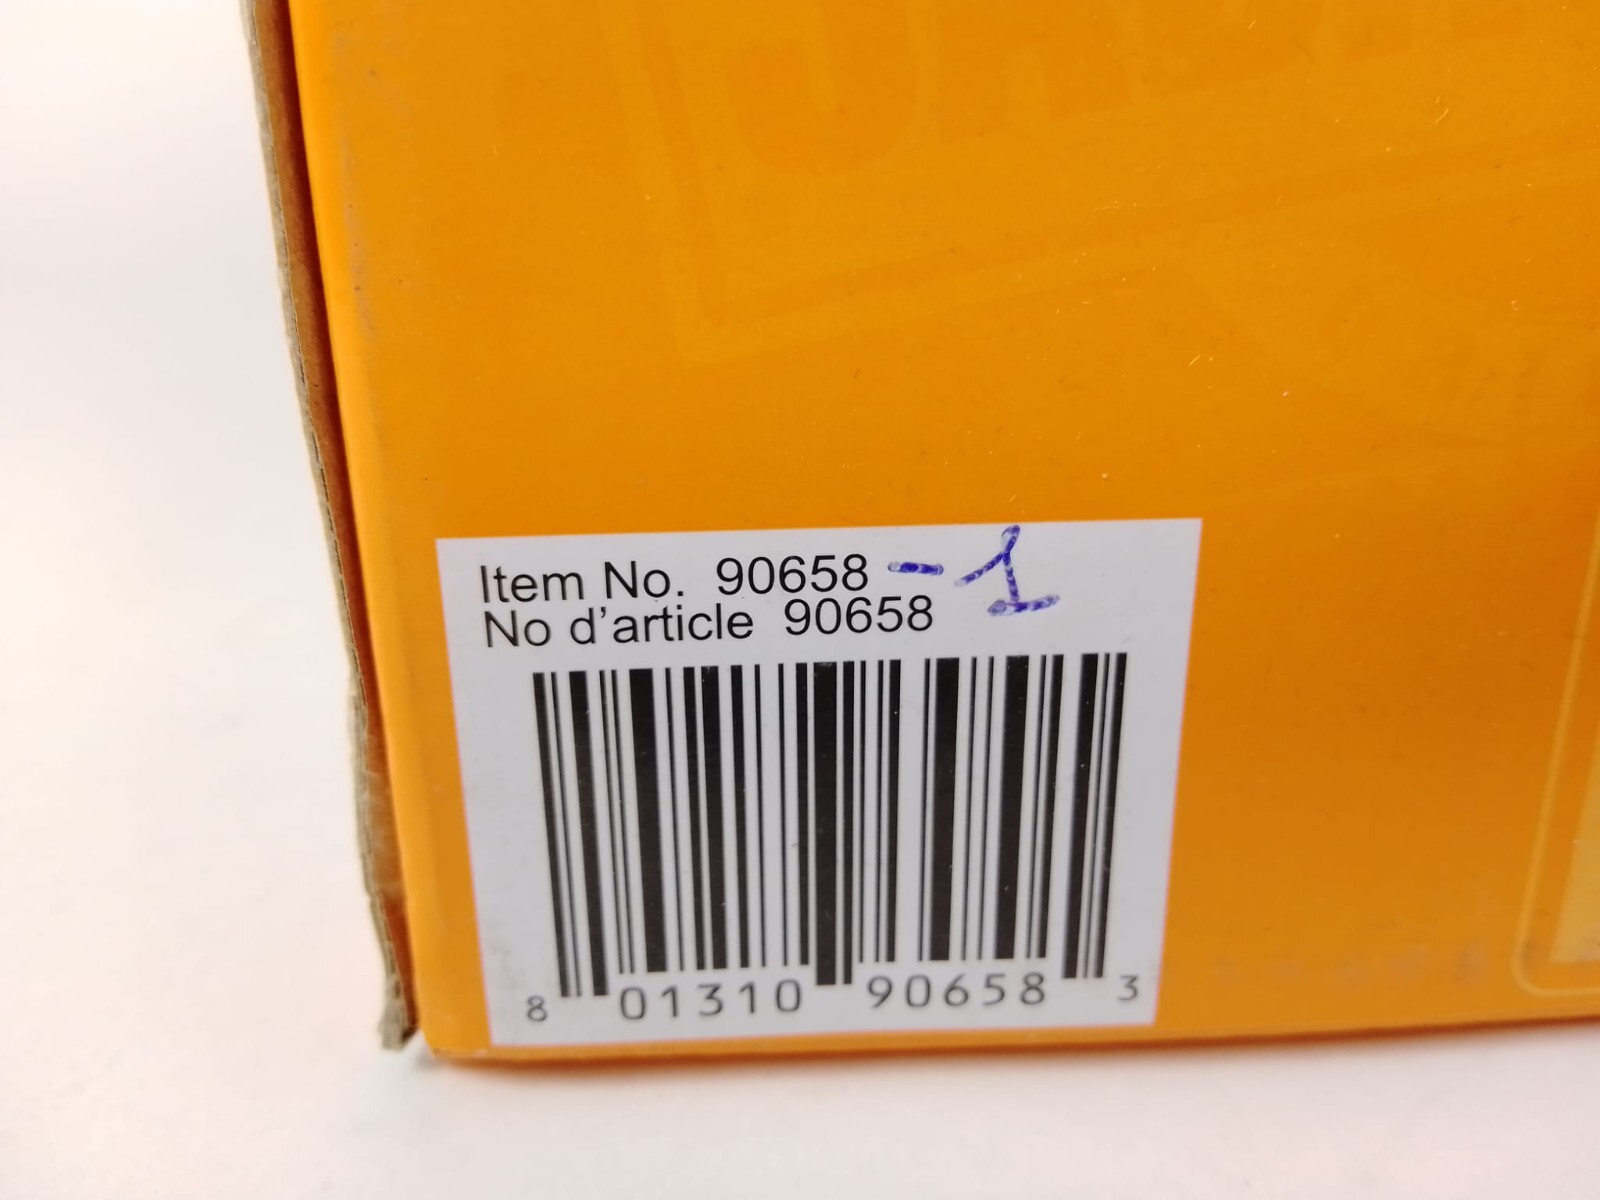 Item No. 90658 - 1
No d'article 90658
8 01310 90658 3